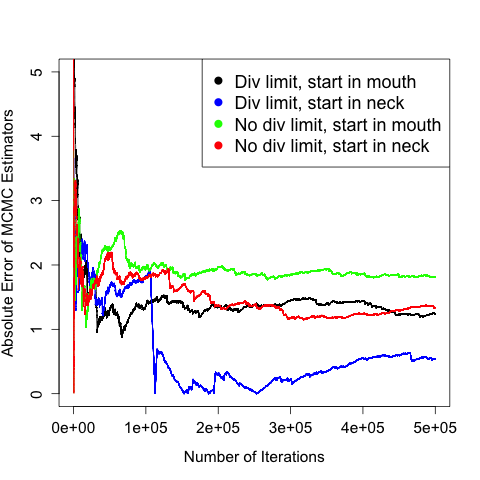 Absolute Error of MCMC Estimators
5
4
3
2
1
0
Div limit, start in mouth
Div limit, start in neck
No div limit, start in mouth
No div limit, start in neck
0e+00 1e+05 2e+05 3e+05 4e+05 5e+05
Number of Iterations